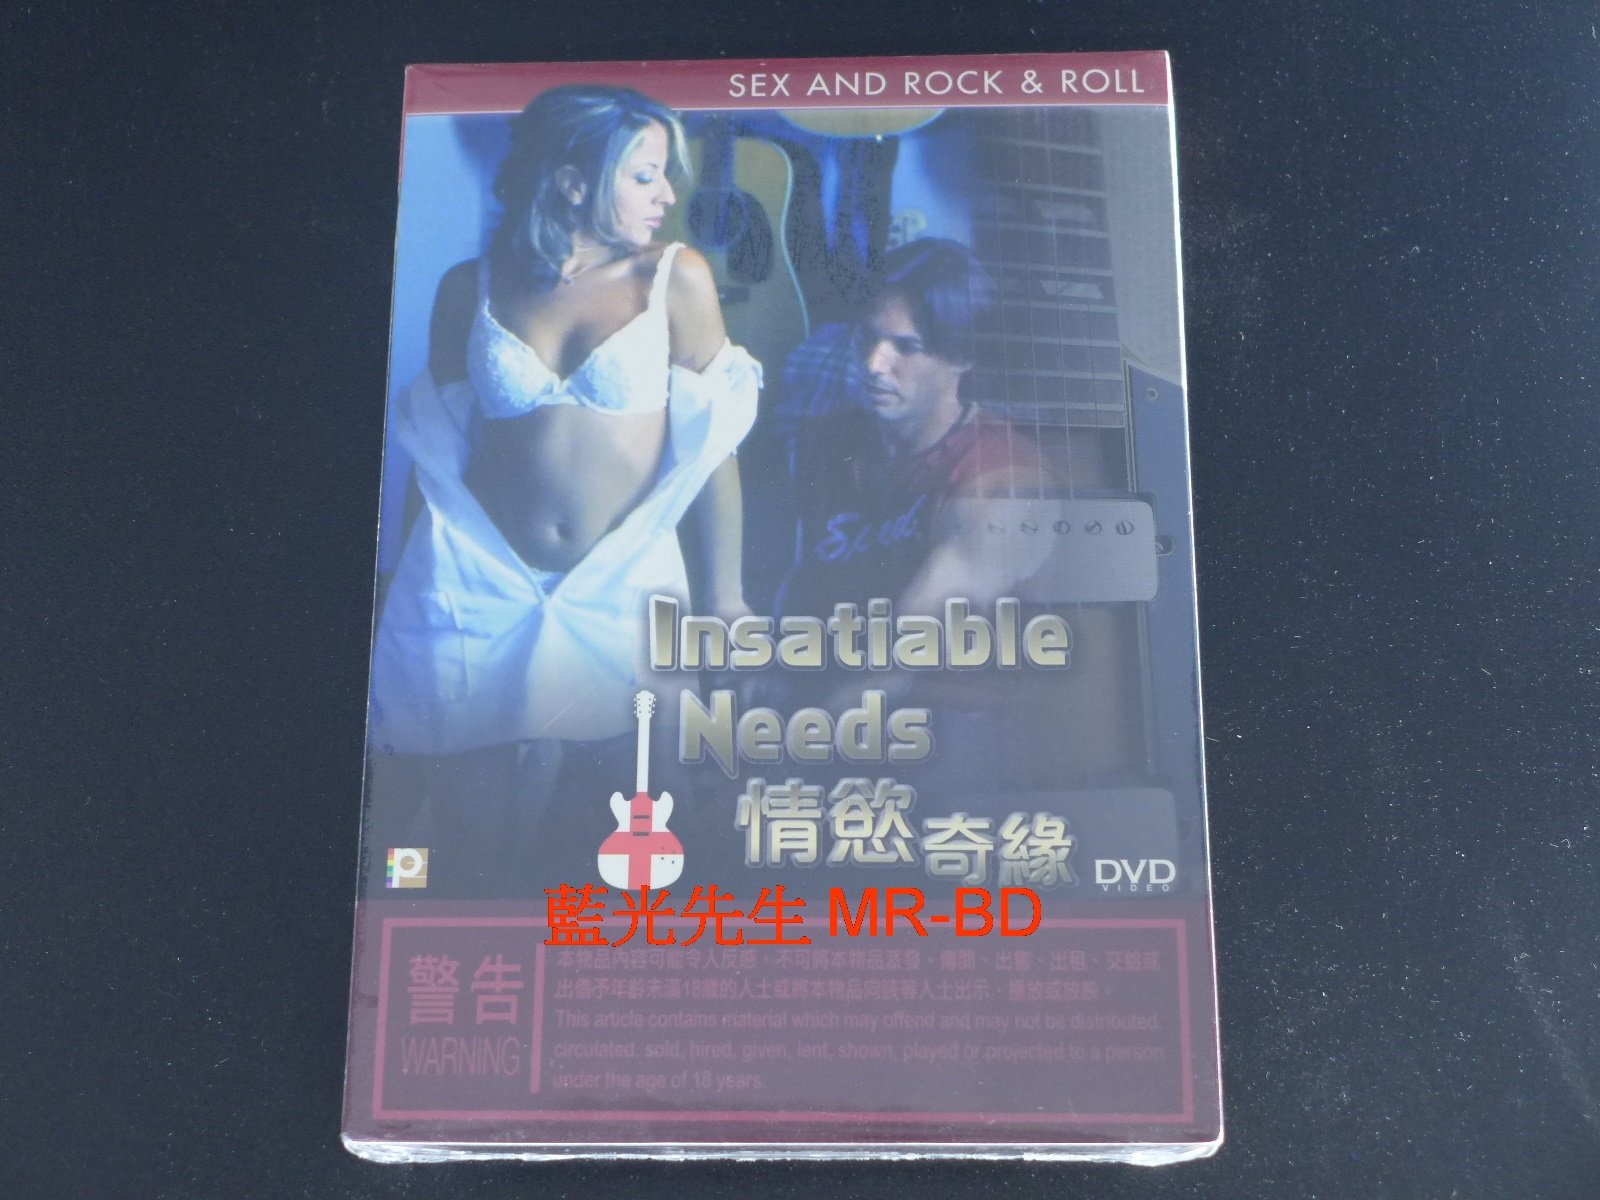 SEX AND ROCK & ROLL
Speed
Insatiable
Needs
情慾奇緣
DVD
VIDEO
藍光先生 MR-BD
警告
WARNING
本物品內容可能令人反感，不可將本物品派發、傳閱、出售、出租、交給或
出借予年齡未滿18歲的人士或將本物品向該等人士出示、播放或放映。
This article contains material which may offend and may not be distributed,
circulated, sold, hired, given, lent, shown, played or projected to a person
under the age of 18 years.